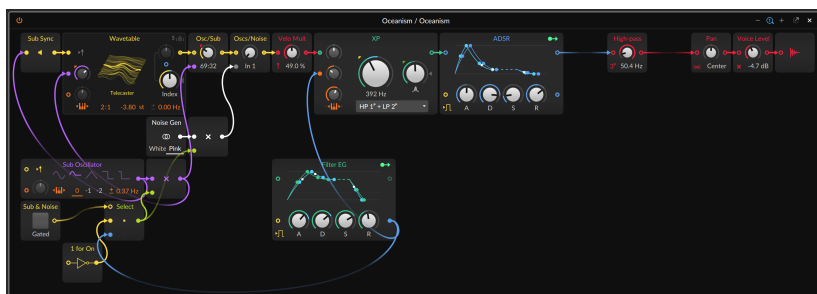 Oceanism / Oceanism
Sub Sync
Wavetable
Osc/Sub
Oscs/Noise
Velo Mult
XP
ADSR
High-pass
Pan
Voice Level
Telecaster
Index
69:32
In 1
49.0 %
392 Hz
50.4 Hz
Center
-4.7 dB
2:1 -3.80 st ± 0.00 Hz
HP 1˚ + LP 2˚
A D S R
Noise Gen
White Pink
Sub Oscillator
0 -1 -2 ± 0.37 Hz
Filter EG
A D S R
Sub & Noise
Gated
Select
1 for On